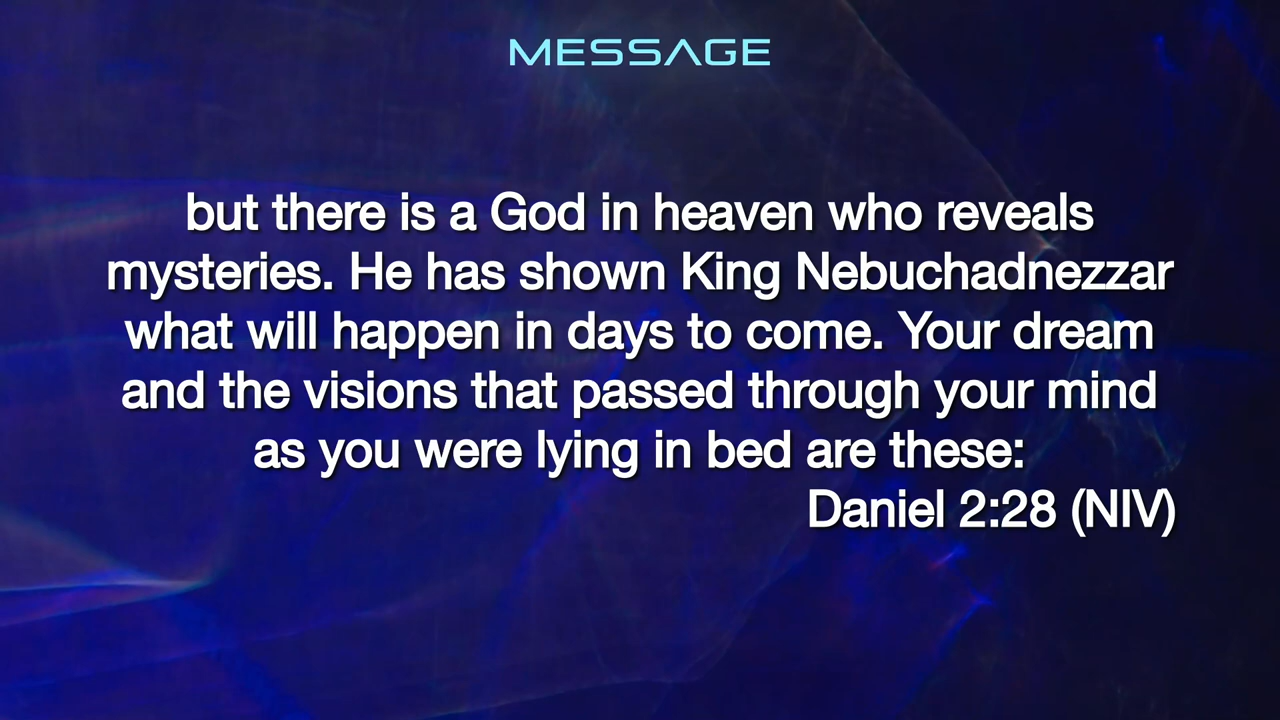 MESSAGE
but there is a God in heaven who reveals
mysteries. He has shown King Nebuchadnezzar
what will happen in days to come. Your dream
and the visions that passed through your mind
as you were lying in bed are these:
Daniel 2:28 (NIV)